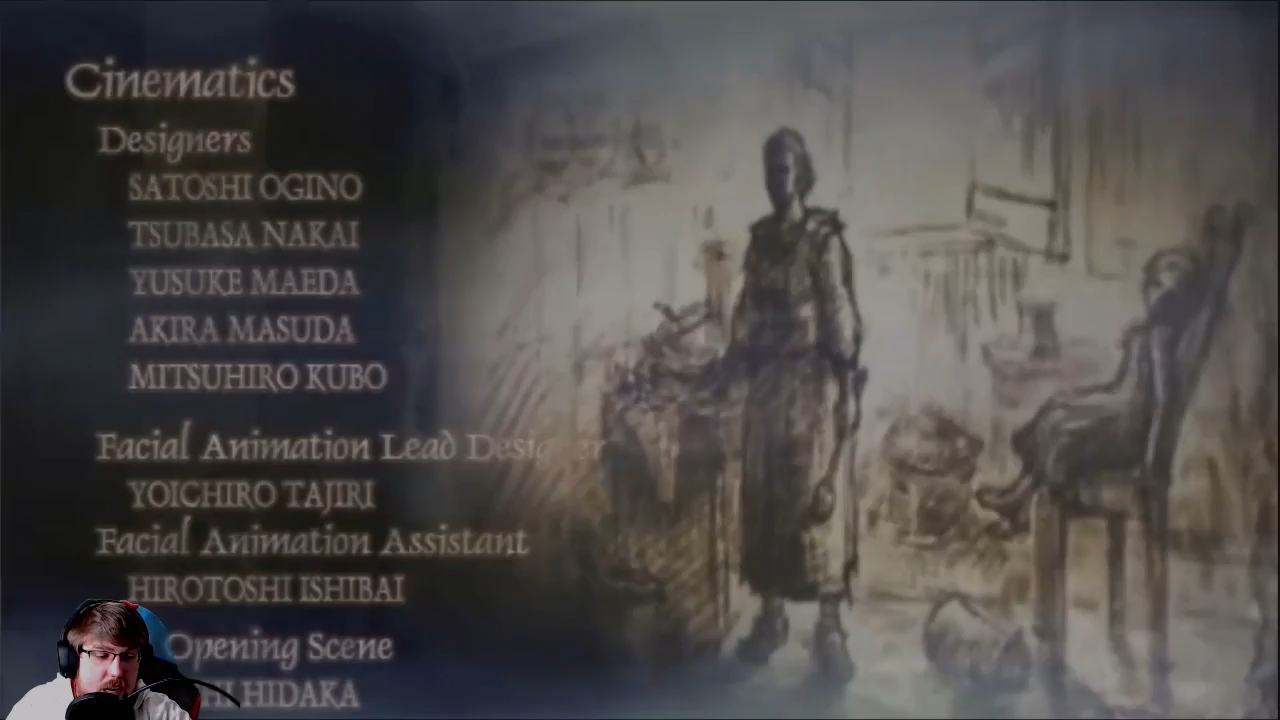 Cinematics
Designers
SATOSHI OGINO
TSUBASA NAKAI
YUSUKE MAEDA
AKIRA MASUDA
MITSUHIRO KUBO
Facial Animation Lead Designer
YOICHIRO TAJIRI
Facial Animation Assistant
HIROTOSHI ISHIBAI
Opening Scene
HIDAKA